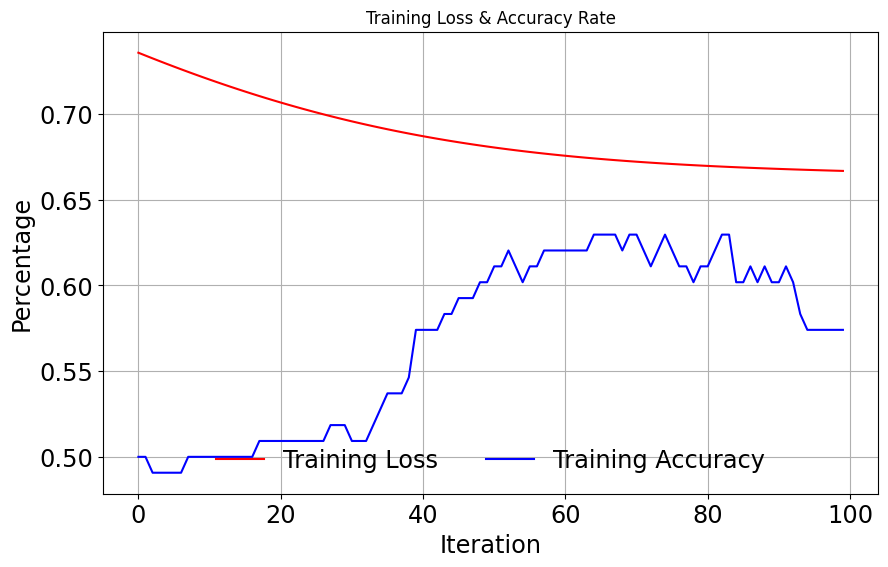 Training Loss & Accuracy Rate
0.70
0.65
0.60
0.55
0.50
Percentage
Training Loss Training Accuracy
0 20 40 60 80 100
Iteration